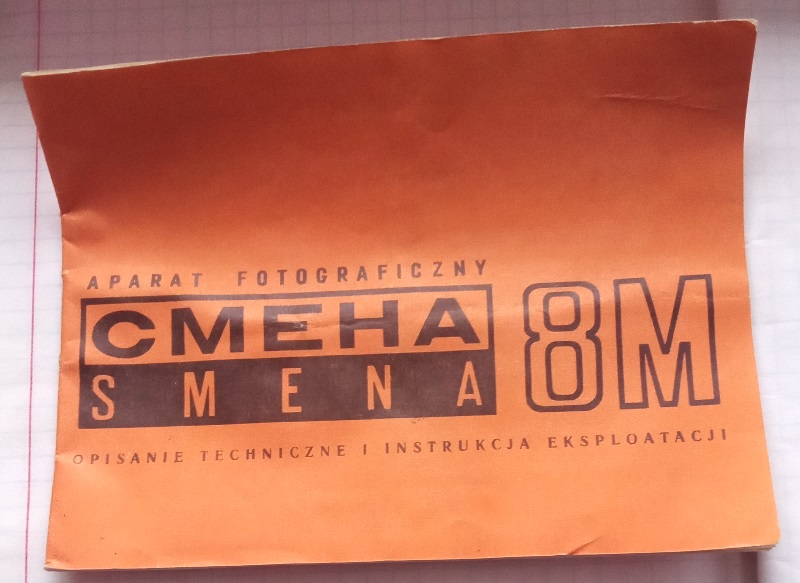 APARAT FOTOGRAFICZNY
СМЕНА 8M
SMENA
OPISANIE TECHNICZNE I INSTRUKCJA EKSPLOATACJI